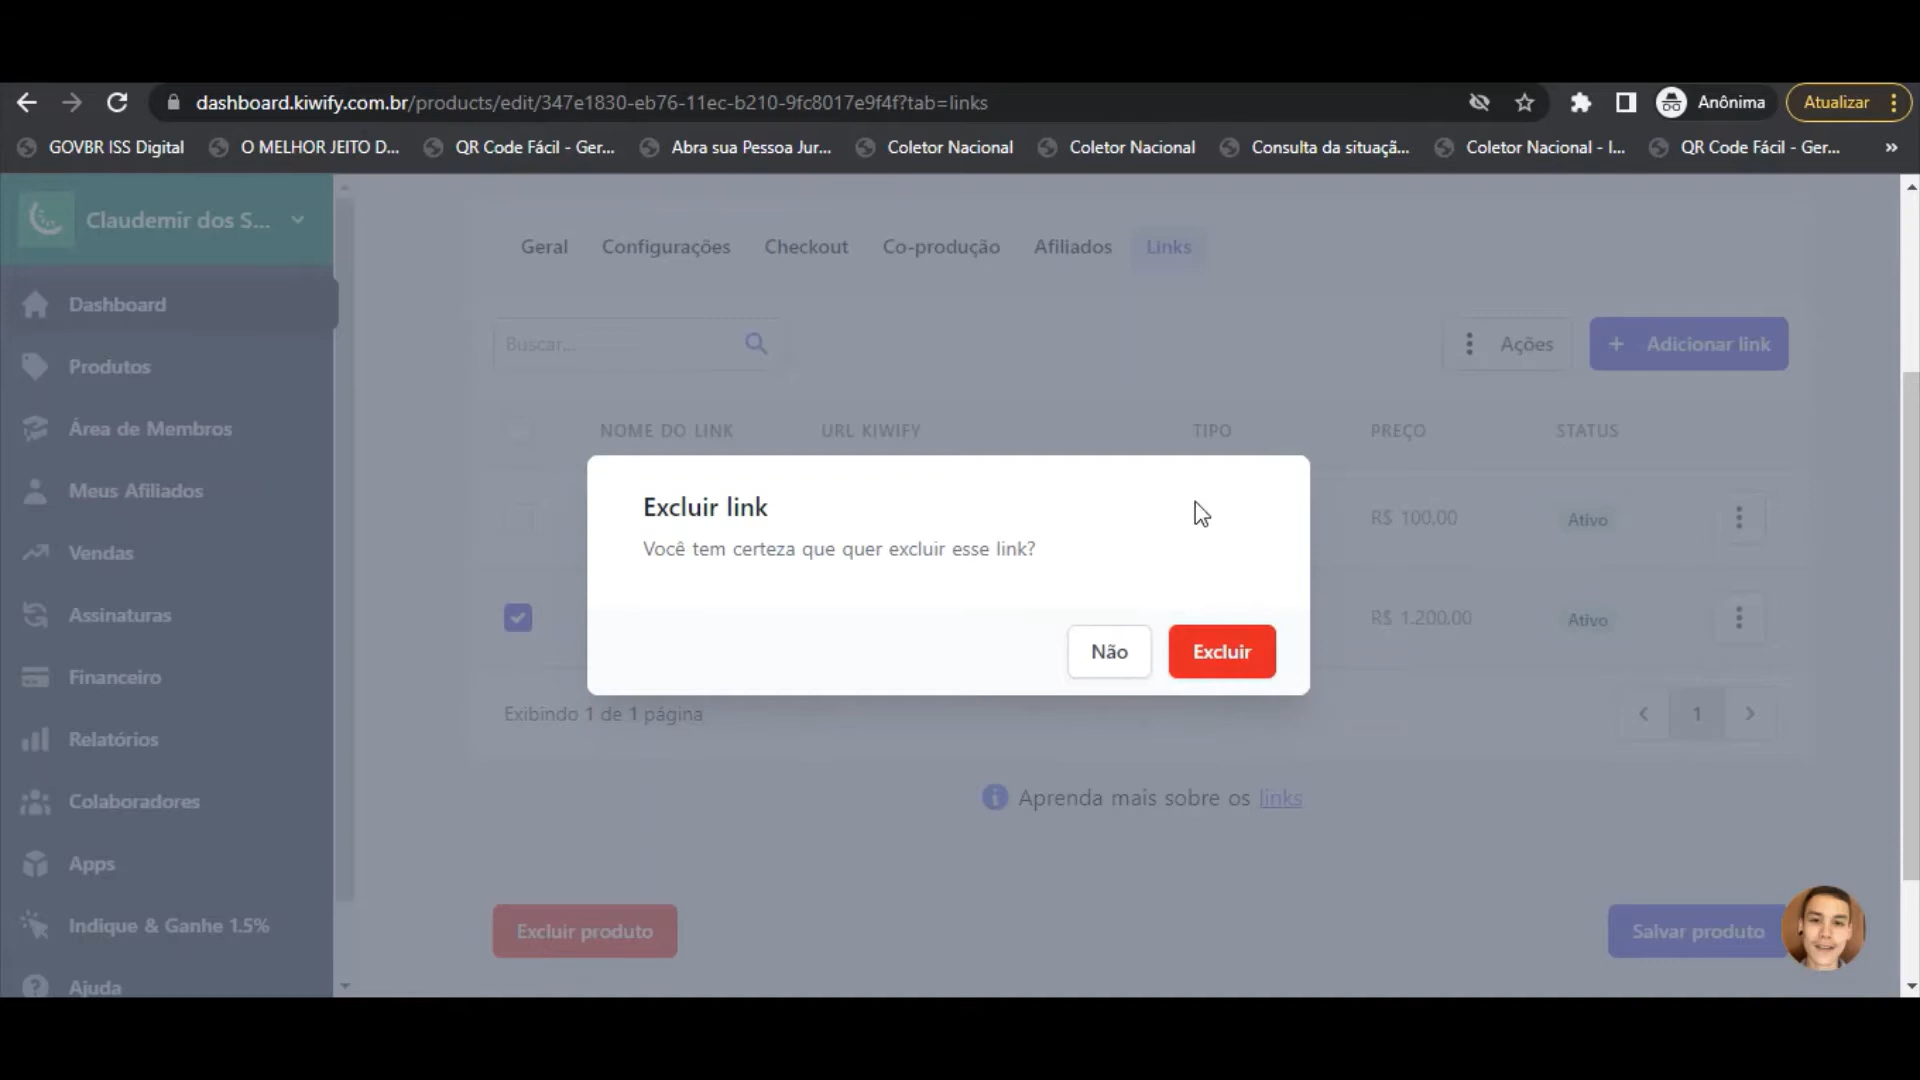 dashboard.kiwify.com.br/products/edit/347e1830-eb76-11ec-b210-9fc8017e9f4f?tab=links
Anônima
Atualizar
GOVBR ISS Digital
O MELHOR JEITO D...
QR Code Fácil - Ger...
Abra sua Pessoa Jur...
Coletor Nacional
Coletor Nacional
Consulta da situaçã...
Coletor Nacional - I...
QR Code Fácil - Ger...
»
Claudemir dos S...
Dashboard
Produtos
Área de Membros
Meus Afiliados
Vendas
Assinaturas
Financeiro
Relatórios
Colaboradores
Apps
Indique & Ganhe 1.5%
Ajuda
Geral
Configurações
Checkout
Co-produção
Afiliados
Links
Buscar...
Ações
+ Adicionar link
NOME DO LINK
URL KIWIFY
TIPO
PREÇO
STATUS
R$ 100,00
Ativo
R$ 1.200,00
Ativo
Excluir link
Você tem certeza que quer excluir esse link?
Não
Excluir
Exibindo 1 de 1 página
1
Aprenda mais sobre os links
Excluir produto
Salvar produto